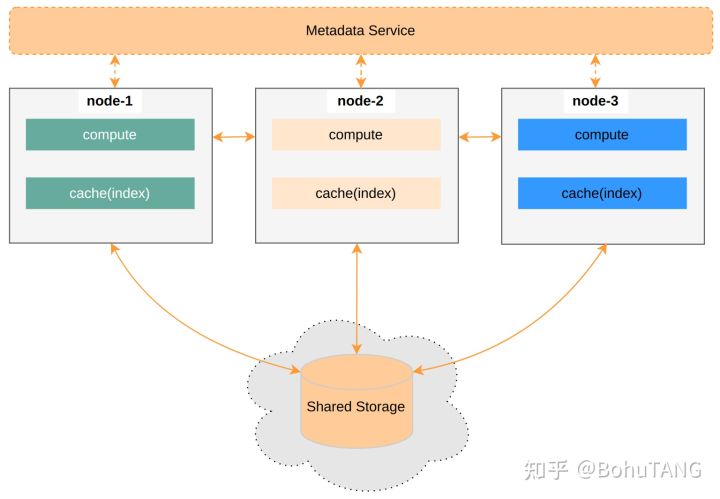 Metadata Service
node-1
node-2
node-3
compute
compute
compute
cache(index)
cache(index)
cache(index)
Shared Storage
知乎 @BohuTANG